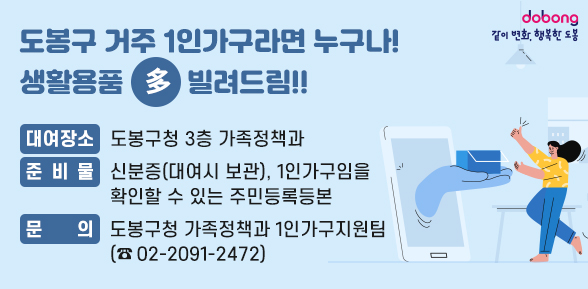 dobong
같이 변화, 행복한 도봉
도봉구 거주 1인가구라면 누구나!
생활용품 多 빌려드림!!
대여장소 도봉구청 3층 가족정책과
준 비 물 신분증(대여시 보관), 1인가구임을
확인할 수 있는 주민등록등본
문 의 도봉구청 가족정책과 1인가구지원팀
(☎ 02-2091-2472)